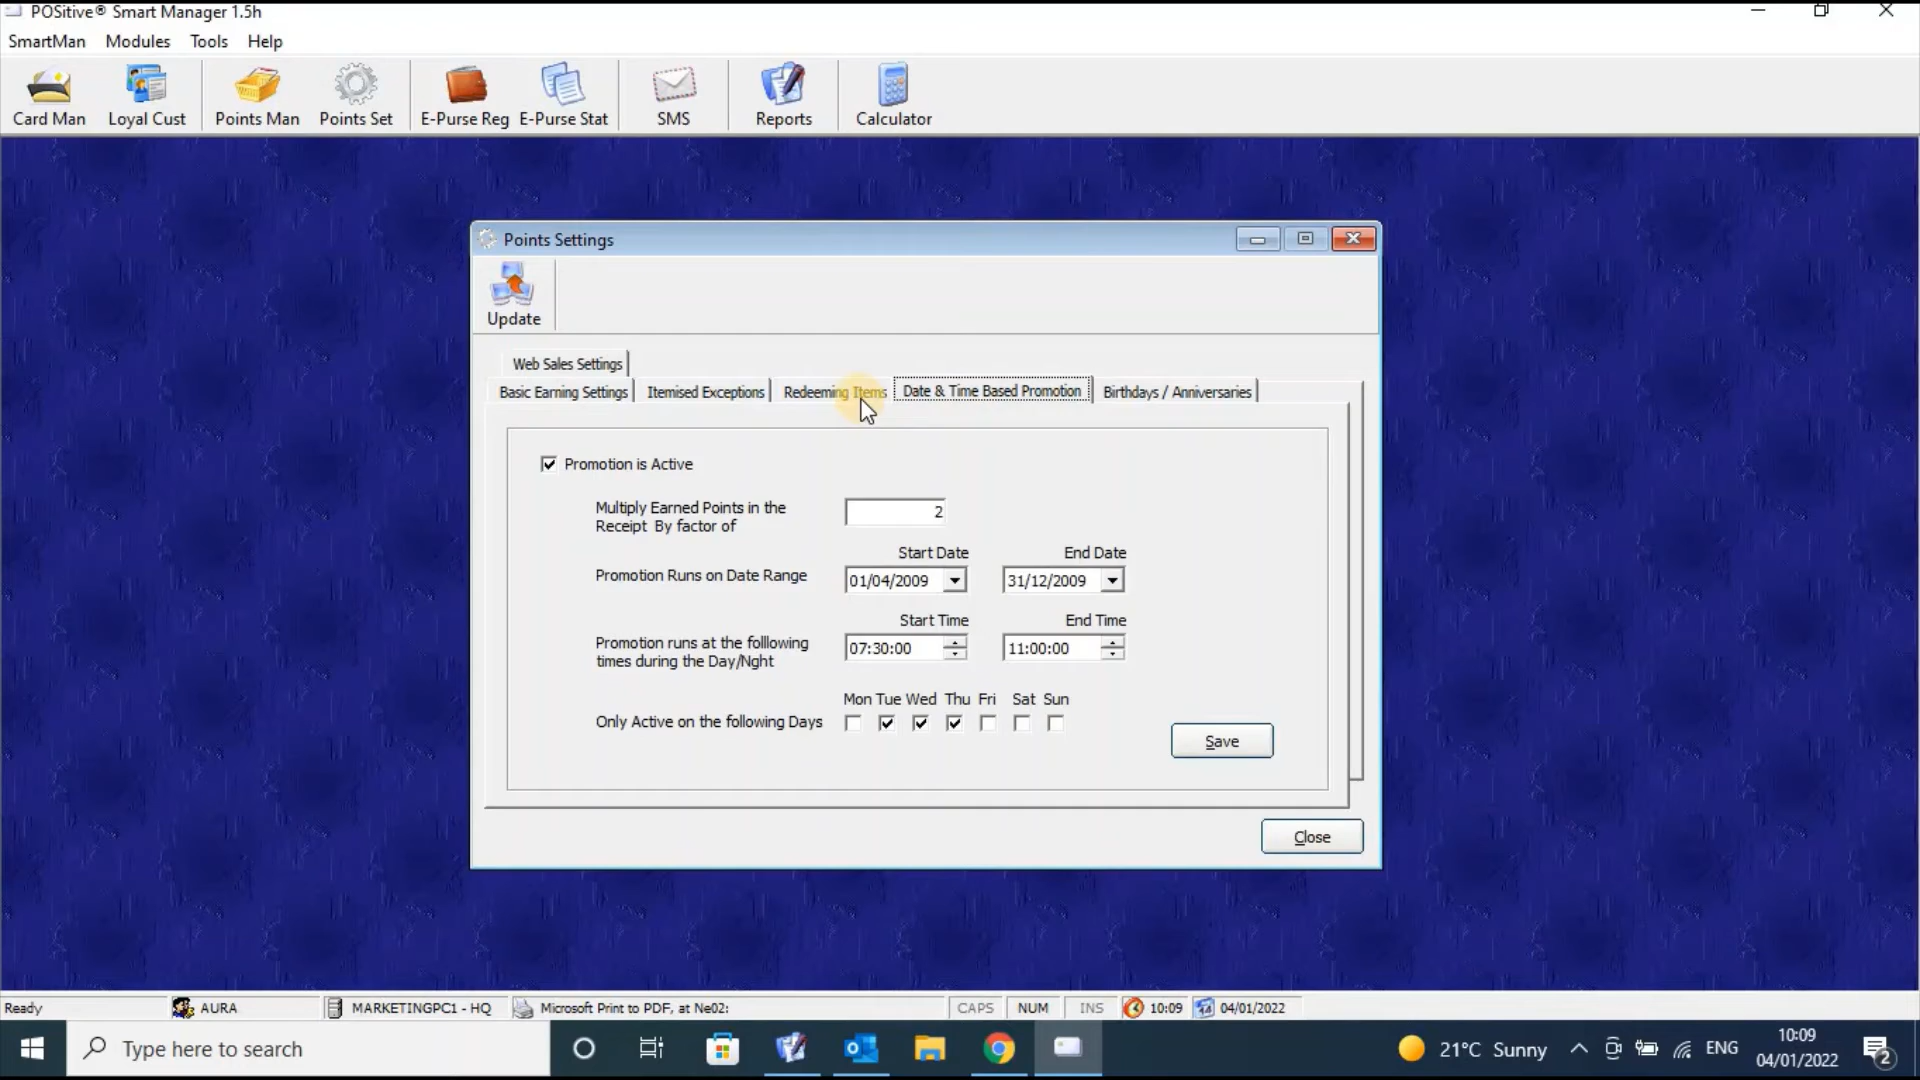 POSitive® Smart Manager 1.5h
SmartMan Modules Tools Help
Card Man Loyal Cust Points Man Points Set E-Purse Reg E-Purse Stat SMS Reports Calculator
Points Settings
Update
Web Sales Settings
Basic Earning Settings Itemised Exceptions Redeeming Items Date & Time Based Promotion Birthdays / Anniversaries
Promotion is Active
Multiply Earned Points in the
Receipt By factor of
2
Start Date End Date
Promotion Runs on Date Range 01/04/2009 31/12/2009
Start Time End Time
Promotion runs at the folllowing
times during the Day/Nght
07:30:00 11:00:00
Mon Tue Wed Thu Fri Sat Sun
Only Active on the following Days
Save
Close
Ready AURA MARKETINGPC1 - HQ Microsoft Print to PDF, at Ne02: CAPS NUM INS 10:09 04/01/2022
Type here to search 21°C Sunny ENG 10:09
04/01/2022 2